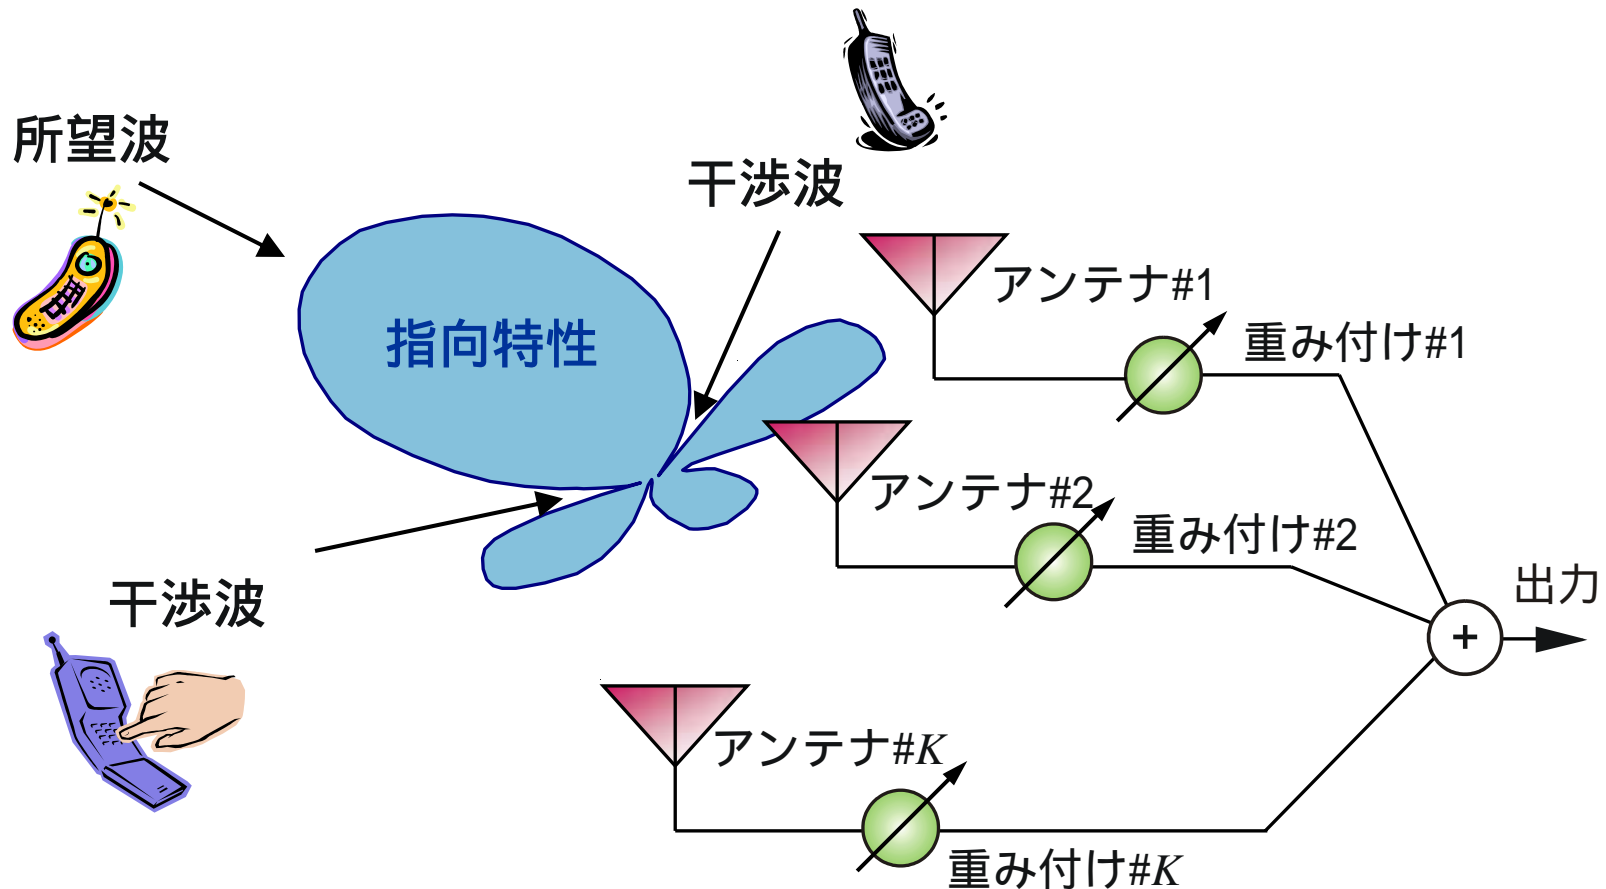 所望波
干渉波
指向特性
アンテナ#1
重み付け#1
アンテナ#2
重み付け#2
干渉波
出力
+
アンテナ#K
重み付け#K